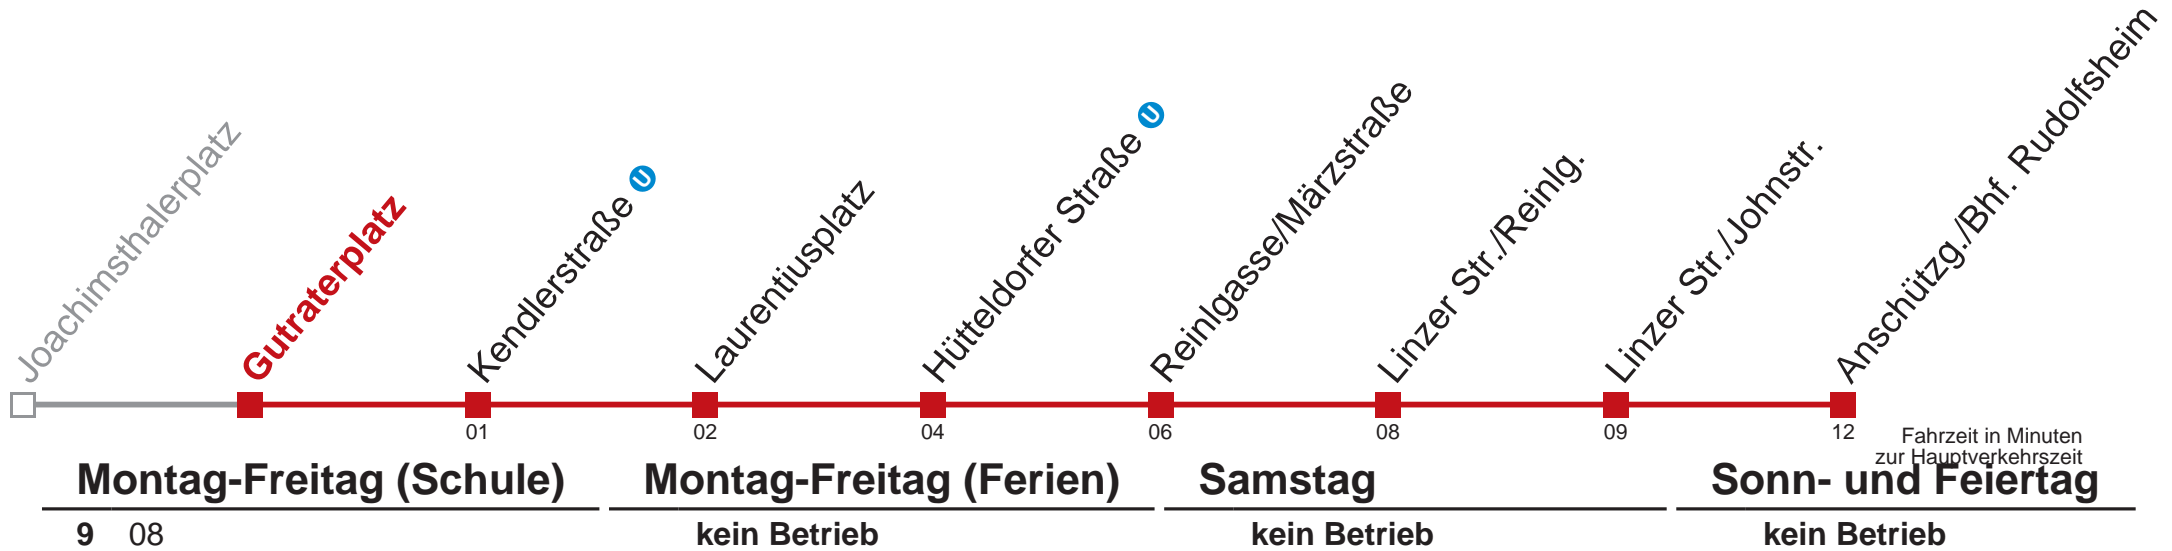 Joachimsthalerplatz
Gutraterplatz
Kendlerstraße U
Laurentiusplatz
Hütteldorfer Straße U
Reinlgasse/Märzstraße
Linzer Str./Reinlg.
Linzer Str./Johnstr.
Anschützg./Bhf. Rudolfsheim
01 02 04 06 08 09 12
Fahrzeit in Minuten
zur Hauptverkehrszeit
Montag-Freitag (Schule) Montag-Freitag (Ferien) Samstag Sonn- und Feiertag
9 08 kein Betrieb kein Betrieb kein Betrieb